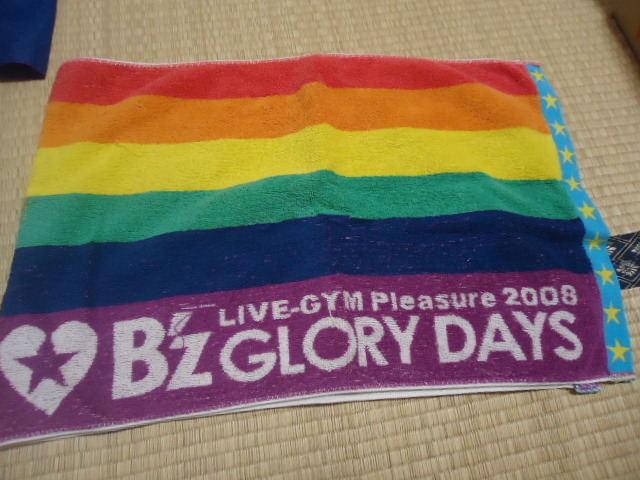 LIVE-GYM Pleasure 2008
B'z GLORY DAYS